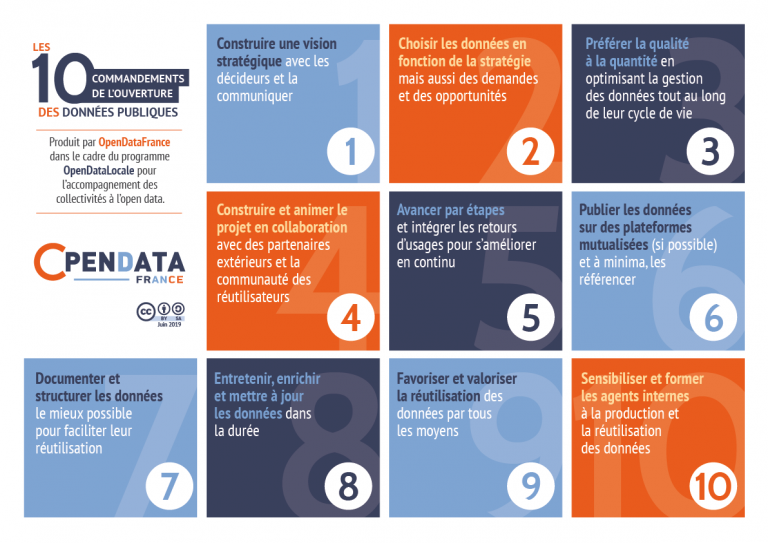 LES
10 COMMANDEMENTS
DE L'OUVERTURE
DES DONNÉES PUBLIQUES
Produit par OpenDataFrance
dans le cadre du programme
OpenDataLocale pour
l'accompagnement des
collectivités à l'open data.
OPENDATA
FRANCE
cc
BY SA
Juin 2019
Construire une vision
stratégique avec les
décideurs et la
communiquer
1
Choisir les données en
fonction de la stratégie
mais aussi des demandes
et des opportunités
2
Préférer la qualité
à la quantité en
optimisant la gestion
des données tout au long
de leur cycle de vie
3
Construire et animer le
projet en collaboration
avec des partenaires
extérieurs et la
communauté des
réutilisateurs
4
Avancer par étapes
et intégrer les retours
d'usages pour s'améliorer
en continu
5
Publier les données
sur des plateformes
mutualisées (si possible)
et à minima, les
référencer
6
Documenter et
structurer les données
le mieux possible
pour faciliter leur
réutilisation
7
Entretenir, enrichir
et mettre à jour
les données dans
la durée
8
Favoriser et valoriser
la réutilisation des
données par tous
les moyens
9
Sensibiliser et former
les agents internes
à la production et
la réutilisation
des données
10